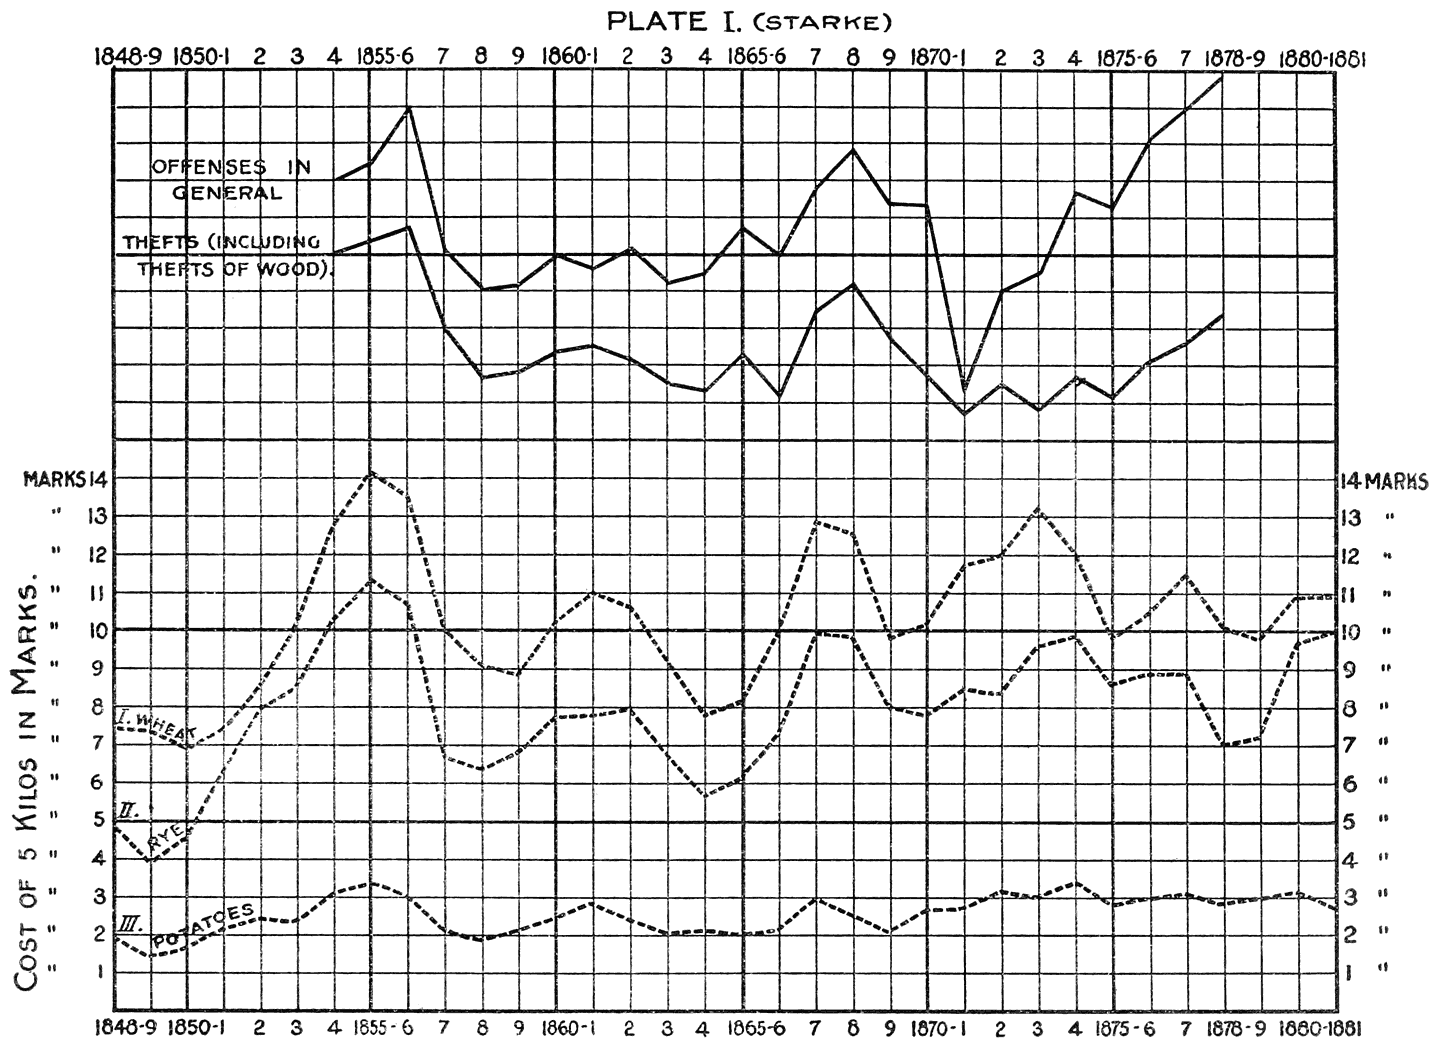 PLATE I. (STARKE)
1848-9 1850-1 2 3 4 1855-6 7 8 9 1860-1 2 3 4 1865-6 7 8 9 1870-1 2 3 4 1875-6 7 1878-9 1880-1881
OFFENSES IN
GENERAL
THEFTS (INCLUDING
THEFTS OF WOOD).
MARKS 14 14 MARKS
" 13 13 "
" 12 12 "
" 11 11 "
" 10 10 "
" 9 9 "
" 8 8 "
I. WHEAT
" 7 7 "
" 6 6 "
II.
RYE
" 5 5 "
" 4 4 "
" 3 3 "
III. POTATOES
" 2 2 "
" 1 1 "
COST OF 5 KILOS IN MARKS.
1848-9 1850-1 2 3 4 1855-6 7 8 9 1860-1 2 3 4 1865-6 7 8 9 1870-1 2 3 4 1875-6 7 1878-9 1880-1881